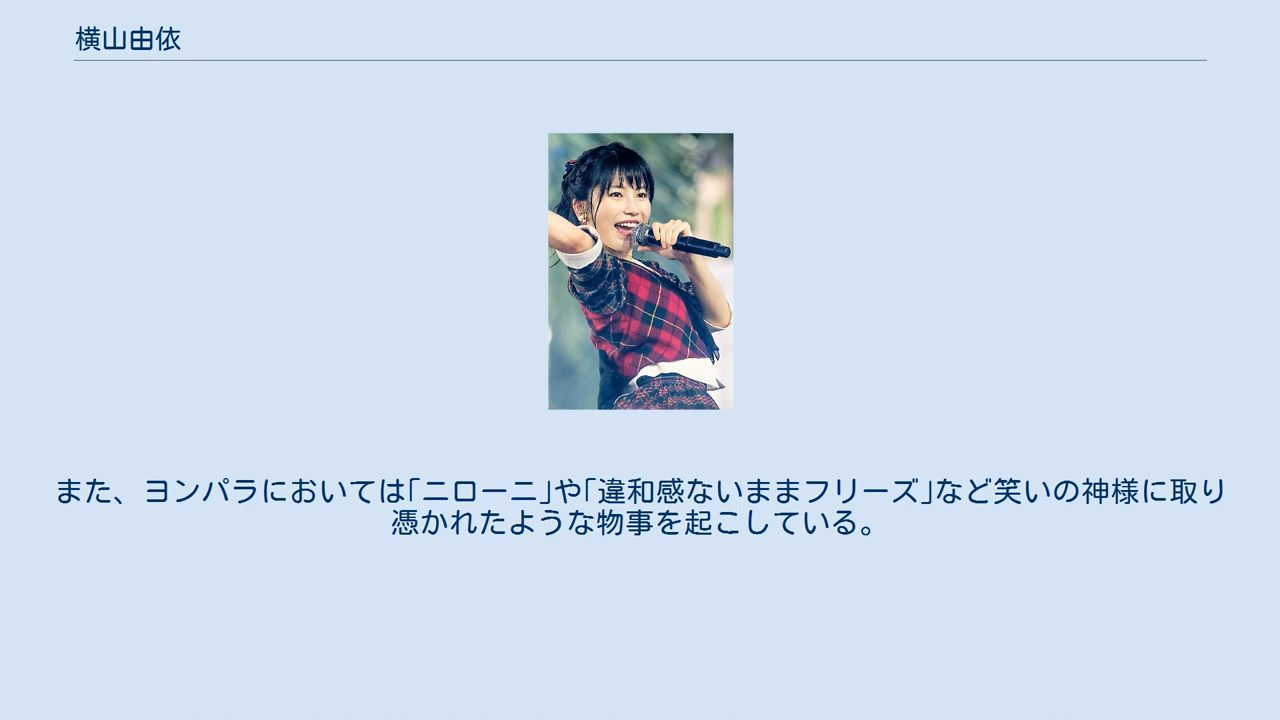 横山由依
また、ヨンパラにおいては｢ニローニ｣や｢違和感ないままフリーズ｣など笑いの神様に取り
憑かれたような物事を起こしている。